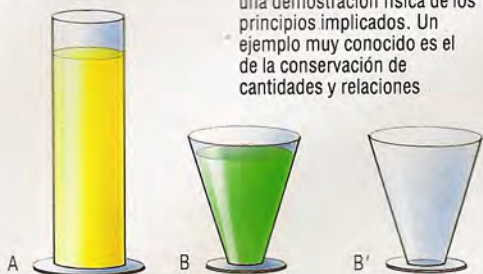 una demostración física de los
principios implicados. Un
ejemplo muy conocido es el
de la conservación de
cantidades y relaciones
A
B
B'